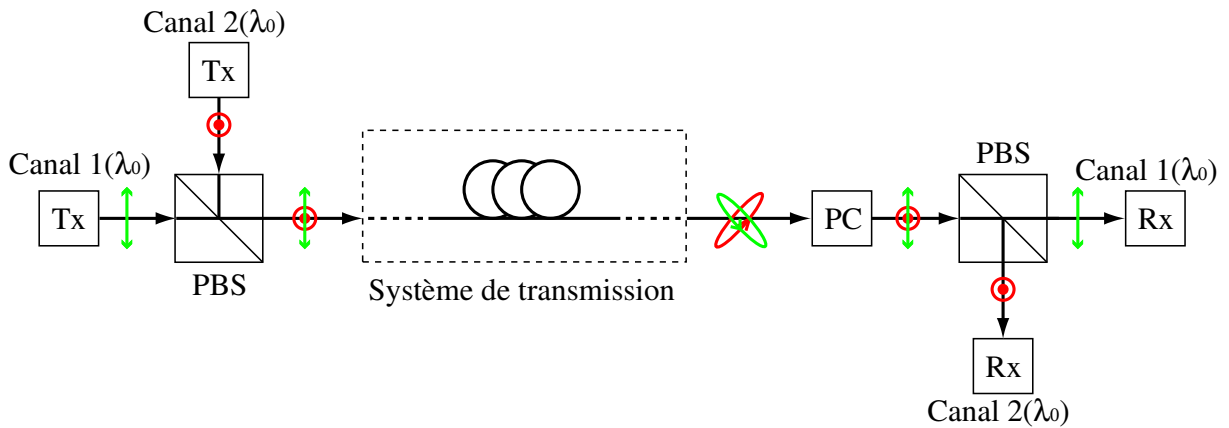 Canal 2(λ₀)
Tx
Canal 1(λ₀)
Tx
PBS
Système de transmission
PC
PBS
Canal 1(λ₀)
Rx
Rx
Canal 2(λ₀)